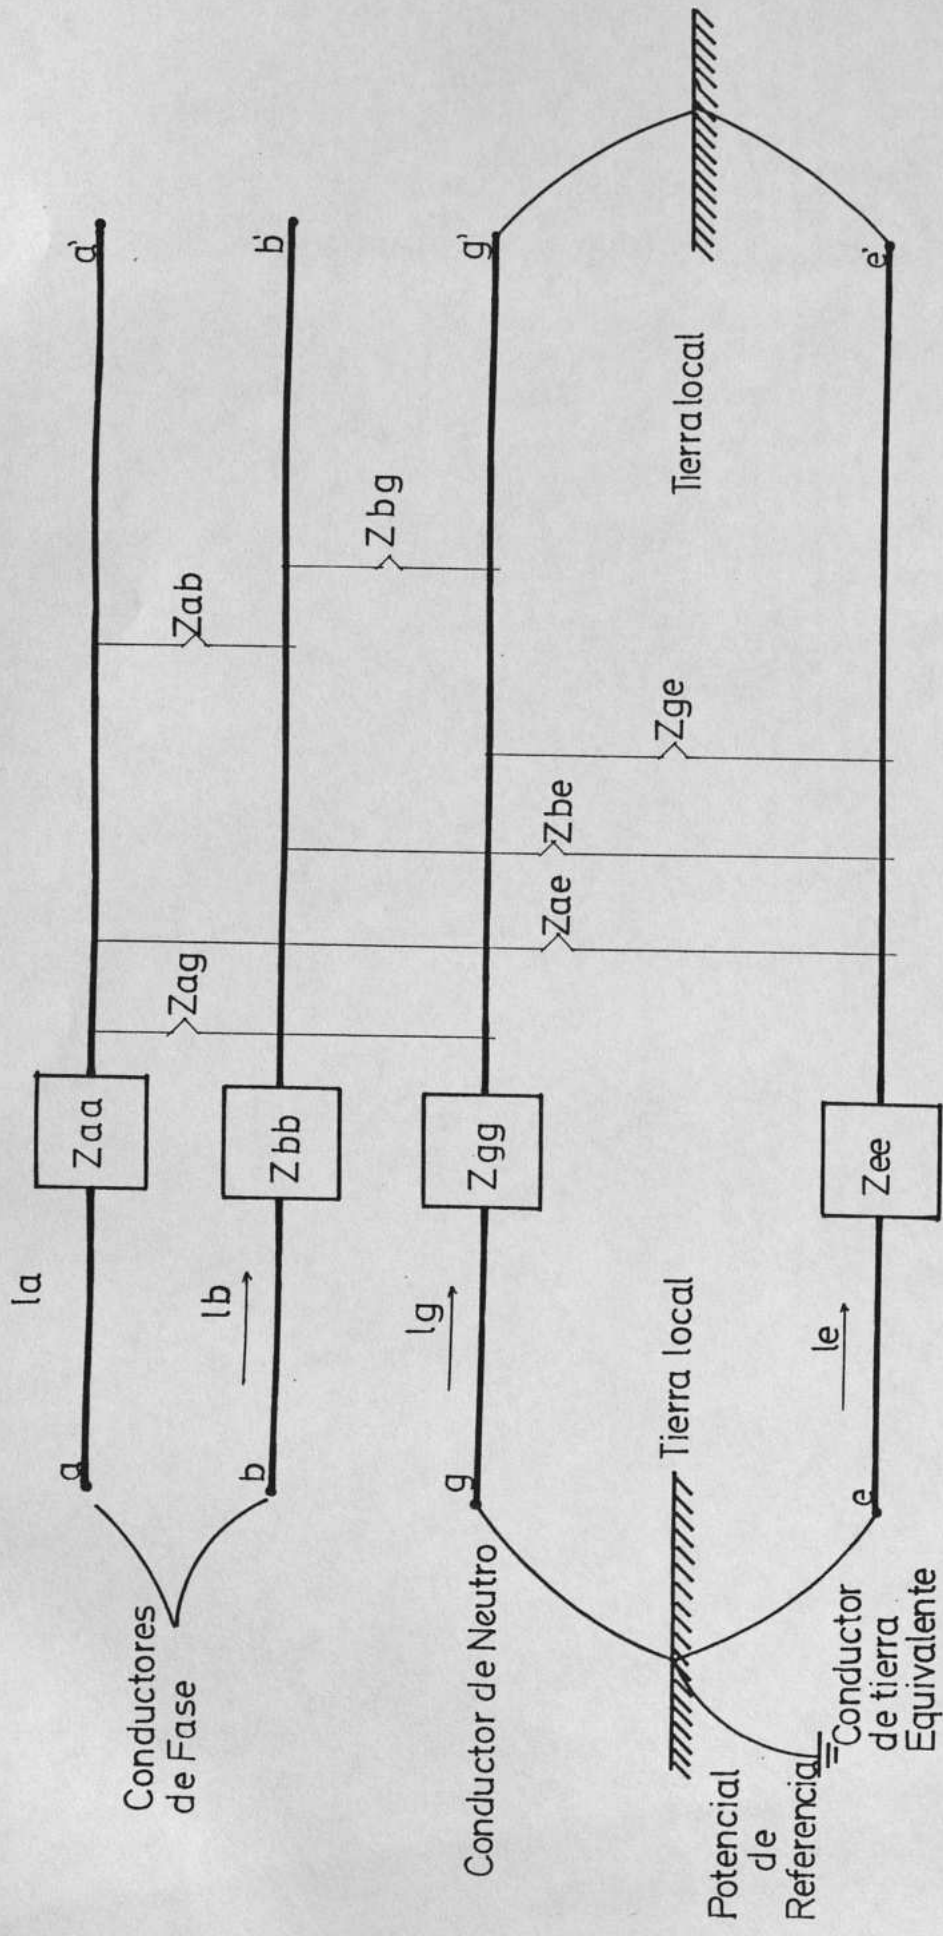 Conductores
de Fase
a
Ia
Zaa
Zag
Zab
a'
b
Ib
Zbb
Zbg
b'
Conductor de Neutro
g
Ig
Zgg
Zae
Zbe
Zge
g'
Tierra local
Tierra local
Potencial
de
Referencia
Conductor
de tierra
Equivalente
e
Ie
Zee
e'